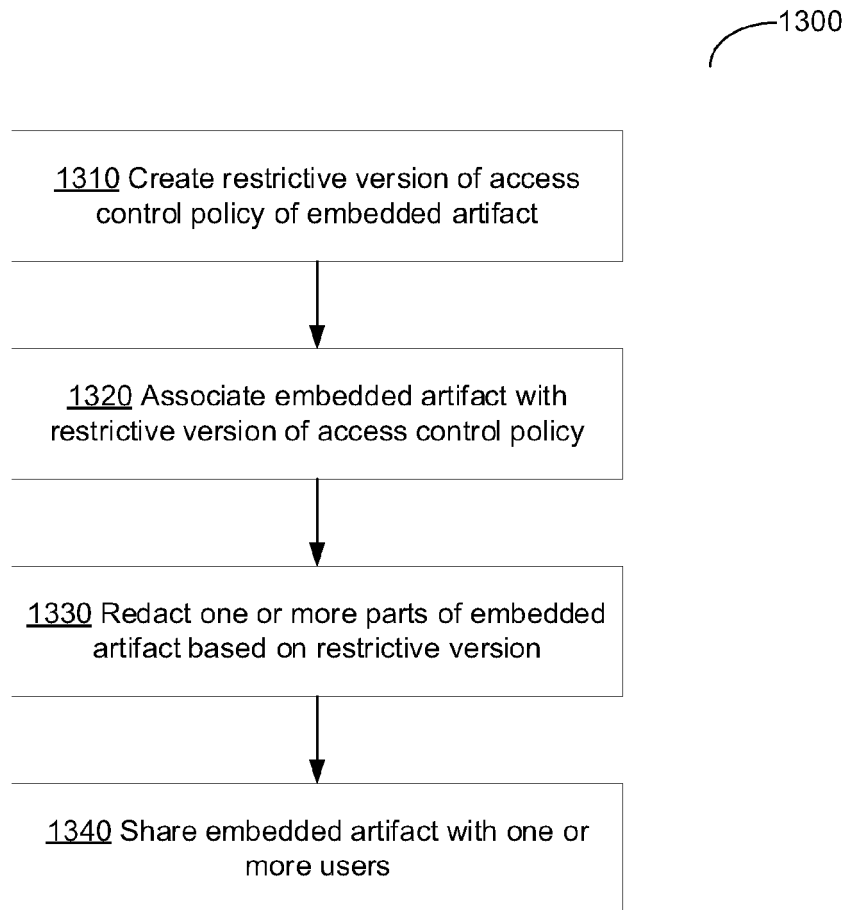 1300
1310 Create restrictive version of access
control policy of embedded artifact
1320 Associate embedded artifact with
restrictive version of access control policy
1330 Redact one or more parts of embedded
artifact based on restrictive version
1340 Share embedded artifact with one or
more users